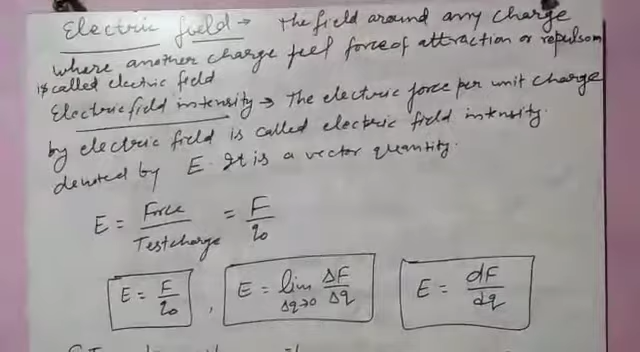 Electric field → the field around any charge
where another charge feel force of attraction or repulsion
is called electric field
Electric field intensity → The electric force per unit charge
by electric field is called electric field intensity.
denoted by E. It is a vector quantity.
E = Force / Test charge = F / q₀
E = F / q₀ , E = lim Δq→0 ΔF / Δq E = dF / dq